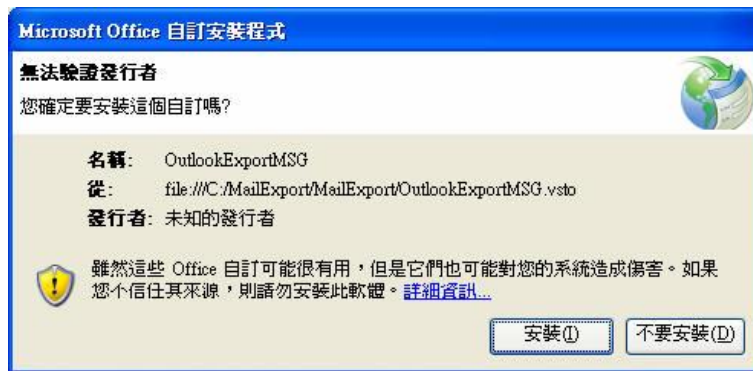 Microsoft Office 自訂安裝程式
無法驗證發行者
您確定要安裝這個自訂嗎?
名稱: OutlookExportMSG
從: file:///C:/MailExport/MailExport/OutlookExportMSG.vsto
發行者: 未知的發行者
雖然這些 Office 自訂可能很有用，但是它們也可能對您的系統造成傷害。如果
您不信任其來源，則請勿安裝此軟體。詳細資訊...
安裝(I) 不要安裝(D)